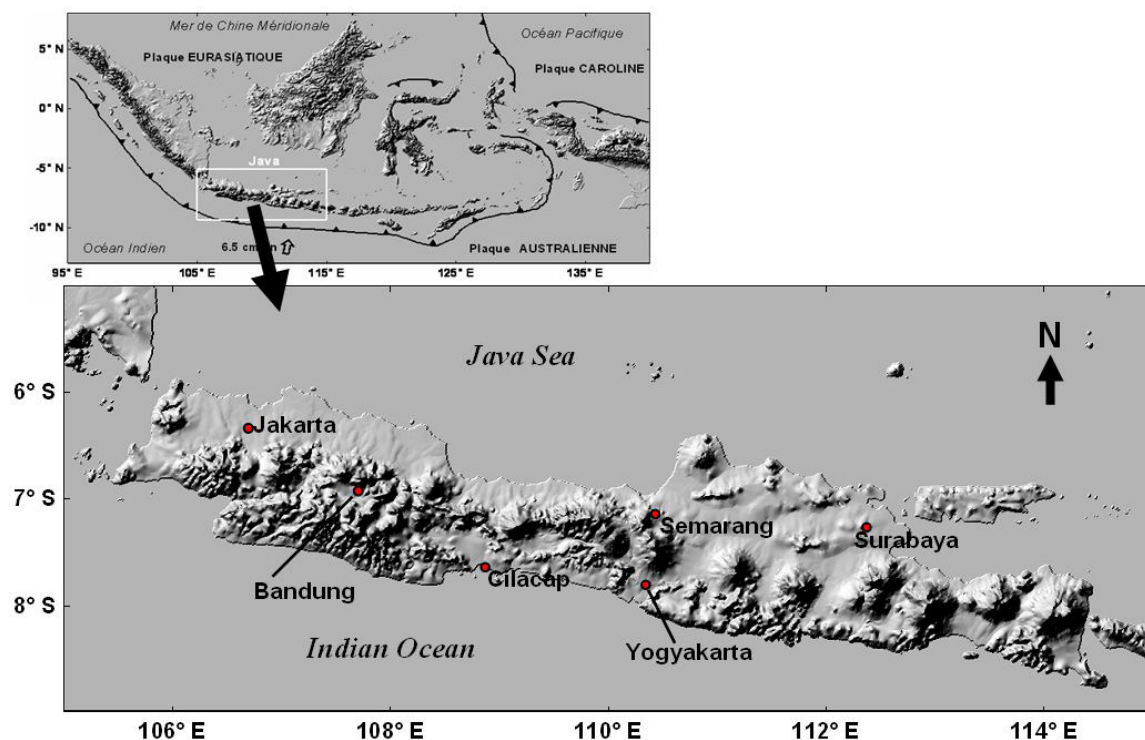 Mer de Chine Méridionale
Océan Pacifique
Plaque EURASIATIQUE
Plaque CAROLINE
5° N
0° N
-5° N
-10° N
Java
Océan Indien
6.5 cm
n
Plaque AUSTRALIENNE
95° E
105° E
115° E
125° E
135° E
Java Sea
N
6° S
7° S
8° S
Jakarta
Semarang
Surabaya
Bandung
Cilacap
Yogyakarta
Indian Ocean
106° E
108° E
110° E
112° E
114° E